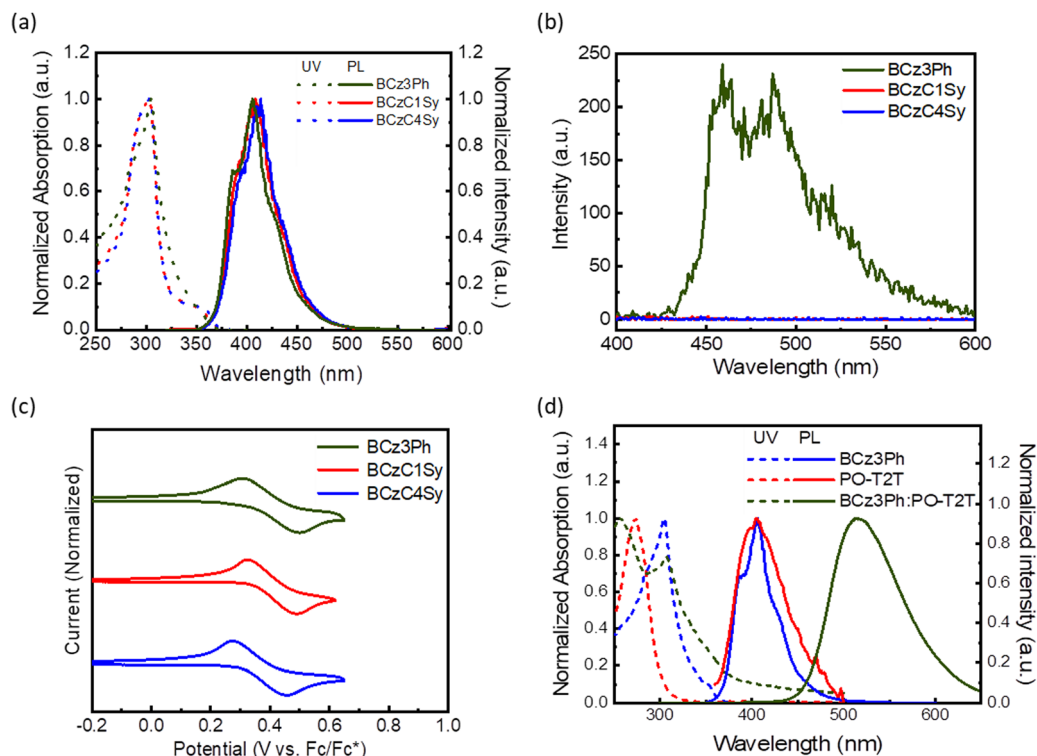 (a)
1.2
1.0
0.8
0.6
0.4
0.2
0.0
Normalized Absorption (a.u.)
UV PL
BCz3Ph
BCzC1Sy
BCzC4Sy
1.2
1.0
0.8
0.6
0.4
0.2
0.0
Normalized intensity (a.u.)
250 300 350 400 450 500 550 600
Wavelength (nm)
(b)
250
200
150
100
50
0
Intensity (a.u.)
BCz3Ph
BCzC1Sy
BCzC4Sy
400 450 500 550 600
Wavelength (nm)
(c)
Current (Normalized)
BCz3Ph
BCzC1Sy
BCzC4Sy
-0.2 0.0 0.2 0.4 0.6 0.8 1.0
Potential (V vs. Fc/Fc*)
(d)
1.4
1.2
1.0
0.8
0.6
0.4
0.2
0.0
Normalized Absorption (a.u.)
UV PL
BCz3Ph
PO-T2T
BCz3Ph:PO-T2T
1.2
1.0
0.8
0.6
0.4
0.2
0.0
Normalized intensity (a.u.)
300 400 500 600
Wavelength (nm)